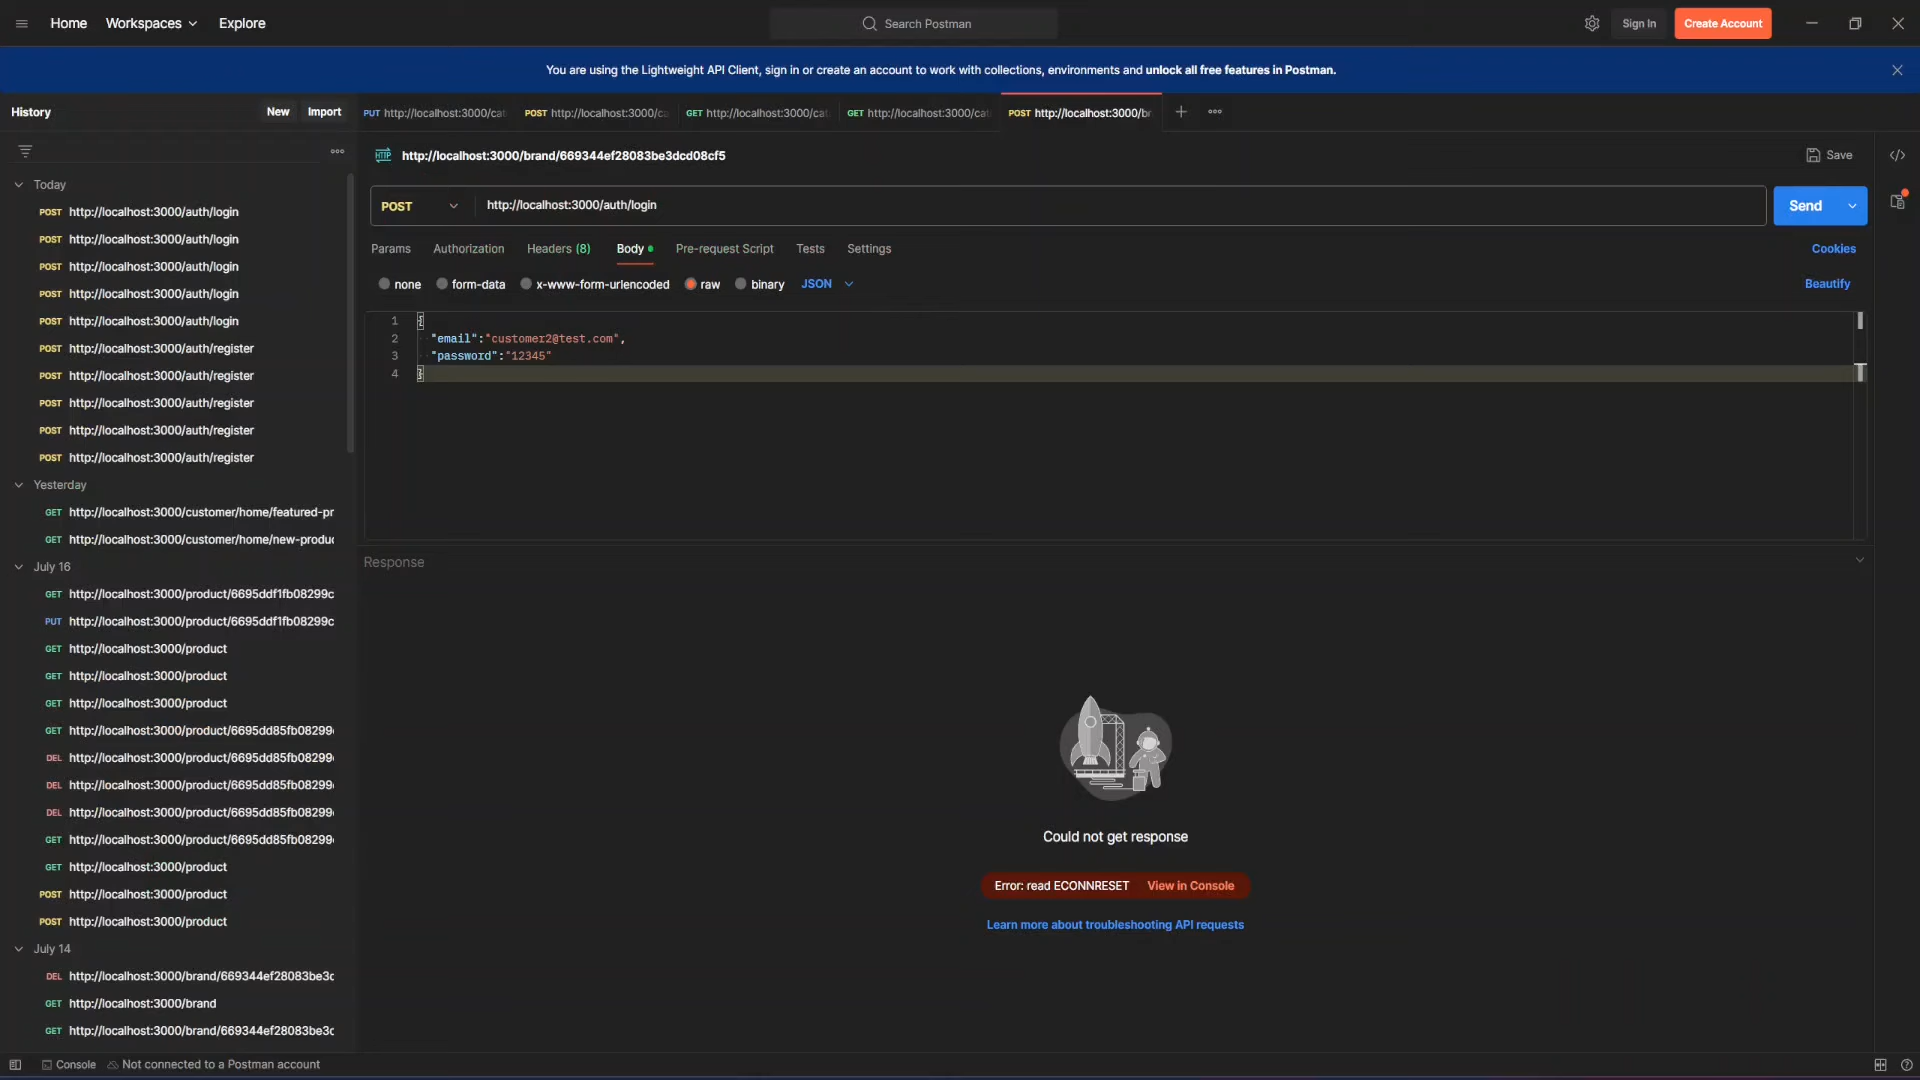 Home
Workspaces
Explore
Search Postman
Sign In
Create Account
You are using the Lightweight API Client, sign in or create an account to work with collections, environments and unlock all free features in Postman.
History
New
Import
PUT http://localhost:3000/cat
POST http://localhost:3000/ca
GET http://localhost:3000/cat
GET http://localhost:3000/cat
POST http://localhost:3000/br
HTTP http://localhost:3000/brand/669344ef28083be3dcd08cf5
Save
POST
http://localhost:3000/auth/login
Send
Params
Authorization
Headers (8)
Body
Pre-request Script
Tests
Settings
Cookies
none
form-data
x-www-form-urlencoded
raw
binary
JSON
Beautify
1 {
2 "email":"customer2@test.com",
3 "password":"12345"
4 }
Response
Could not get response
Error: read ECONNRESET View in Console
Learn more about troubleshooting API requests
Today
POST http://localhost:3000/auth/login
POST http://localhost:3000/auth/login
POST http://localhost:3000/auth/login
POST http://localhost:3000/auth/login
POST http://localhost:3000/auth/login
POST http://localhost:3000/auth/register
POST http://localhost:3000/auth/register
POST http://localhost:3000/auth/register
POST http://localhost:3000/auth/register
POST http://localhost:3000/auth/register
Yesterday
GET http://localhost:3000/customer/home/featured-pr
GET http://localhost:3000/customer/home/new-produc
July 16
GET http://localhost:3000/product/6695ddf1fb08299c
PUT http://localhost:3000/product/6695ddf1fb08299c
GET http://localhost:3000/product
GET http://localhost:3000/product
GET http://localhost:3000/product
GET http://localhost:3000/product/6695dd85fb08299
DEL http://localhost:3000/product/6695dd85fb08299
DEL http://localhost:3000/product/6695dd85fb08299
DEL http://localhost:3000/product/6695dd85fb08299
GET http://localhost:3000/product/6695dd85fb08299
GET http://localhost:3000/product
POST http://localhost:3000/product
POST http://localhost:3000/product
July 14
DEL http://localhost:3000/brand/669344ef28083be3c
GET http://localhost:3000/brand
GET http://localhost:3000/brand/669344ef28083be3c
Console
Not connected to a Postman account